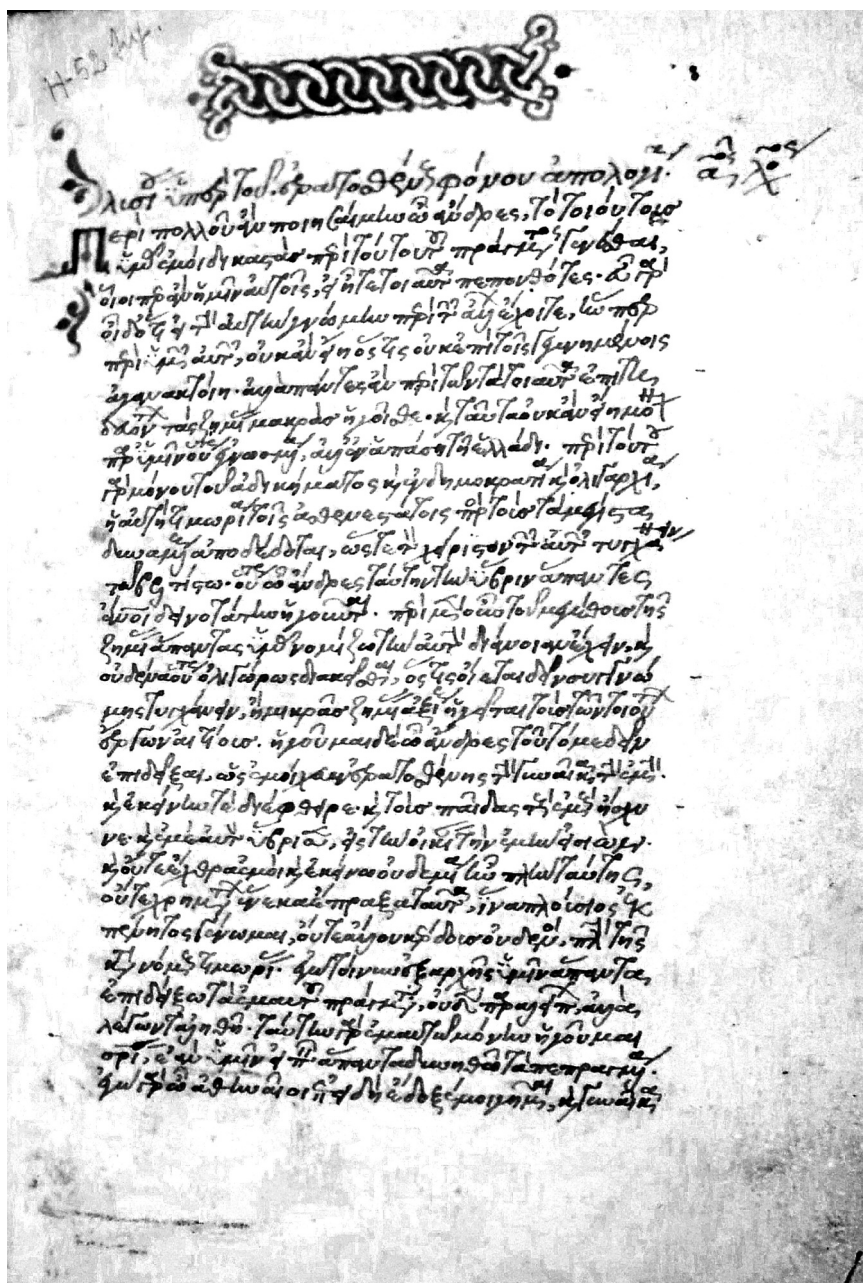 Λυσίου ὑπὲρ τοῦ Ἐρατοσθένους φόνου ἀπολογία.
Περὶ πολλοῦ ἂν ποιησαίμην ὦ ἄνδρες, τὸ τοιούτους
ὑμᾶς ἐμοὶ δικαστὰς περὶ τούτου τοῦ πράγματος γενέσθαι,
οἷοι περ ἂν ἡμῖν αὐτοῖς, εἴητε τοιαῦτα πεπονθότες. εὖ γὰρ
οἶδ' ὅτι εἰ τὴν αὐτὴν γνώμην περὶ τῶν ἄλλων ἔχοιτε, ὥνπερ
περὶ ὑμῶν αὐτῶν, οὐκ ἂν εἴη ὅστις οὐκ ἐπὶ τοῖς γεγενημένοις
ἀγανακτοίη. ἀλλὰ πάντες ἂν περὶ τῶν τὰ τοιαῦτα ἐπιτη
δευόντων τὰς ζημίας μακρὰς ἡγοῖσθε. καὶ ταῦτα οὐκ ἂν εἴη μόνον
παρ' ὑμῖν οὕτως ἐγνωσμένα, ἀλλ' ἐν ἁπάσῃ τῇ ἑλλάδι. περὶ τούτου
γὰρ μόνου τοῦ ἀδικήματος καὶ ἐν δημοκρατίᾳ καὶ ὀλιγαρχίᾳ,
ἡ αὐτὴ τιμωρία τοῖς ἀσθενεστάτοις πρὸς τοὺς τὰ μέγιστα
δυναμένους ἀποδέδοται, ὥστε τὸν χείριστον τῶν αὐτῶν τυγχάνειν
τῷ βελτίστῳ. οὕτως ὦ ἄνδρες ταύτην τὴν ὕβριν ἅπαντες
ἄνθρωποι δεινοτάτην ἡγοῦνται. περὶ μὲν οὖν τοῦ μεγέθους τῆς
ζημίας ἅπαντας ὑμᾶς νομίζω τὴν αὐτὴν διάνοιαν ἔχειν, καὶ
οὐδένα οὕτως ὀλιγώρως διακεῖσθαι, ὅστις οἴεται δεῖν συγγνώ
μης τυγχάνειν, ἢ μικρᾶς ζημίας ἀξίους ἡγεῖται τοὺς τῶν τοιούτων
ἔργων αἰτίους. ἡγοῦμαι δὲ ὦ ἄνδρες τοῦτό με δεῖν
ἐπιδεῖξαι, ὡς ἐμοίχευεν Ἐρατοσθένης τὴν γυναῖκα τὴν ἐμήν.
καὶ ἐκείνην τε διέφθειρε. καὶ τοὺς παῖδας τοὺς ἐμοὺς ᾔσχυ
νε καὶ ἐμὲ αὐτὸν ὕβρισεν, εἰς τὴν οἰκίαν τὴν ἐμὴν εἰσιών.
καὶ οὔτε ἔχθρα ἐμοὶ καὶ ἐκείνῳ οὐδεμία ἦν πλὴν ταύτης,
οὔτε χρημάτων ἕνεκα ἔπραξα ταῦτα, ἵνα πλούσιος ἐκ
πένητος γένωμαι, οὔτε ἄλλου κέρδους οὐδενός, πλὴν τῆς
κατὰ νόμους τιμωρίας. ἐγὼ τοίνυν ἐξ ἀρχῆς ὑμῖν ἅπαντα
ἐπιδείξω τὰ ἐμαυτοῦ πράγματα, οὐδὲν παραλείπων, ἀλλὰ
λέγων τἀληθῆ. ταύτην γὰρ ἐμαυτῷ μόνην ἡγοῦμαι
σωτηρίαν, ἐὰν ὑμῖν εἰπεῖν ἅπαντα δυνηθῶ τὰ πεπραγμένα.
ἐγὼ γὰρ ὦ ἀθηναῖοι ἐπειδὴ ἔδοξέ μοι γῆμαι, καὶ γυναῖκα